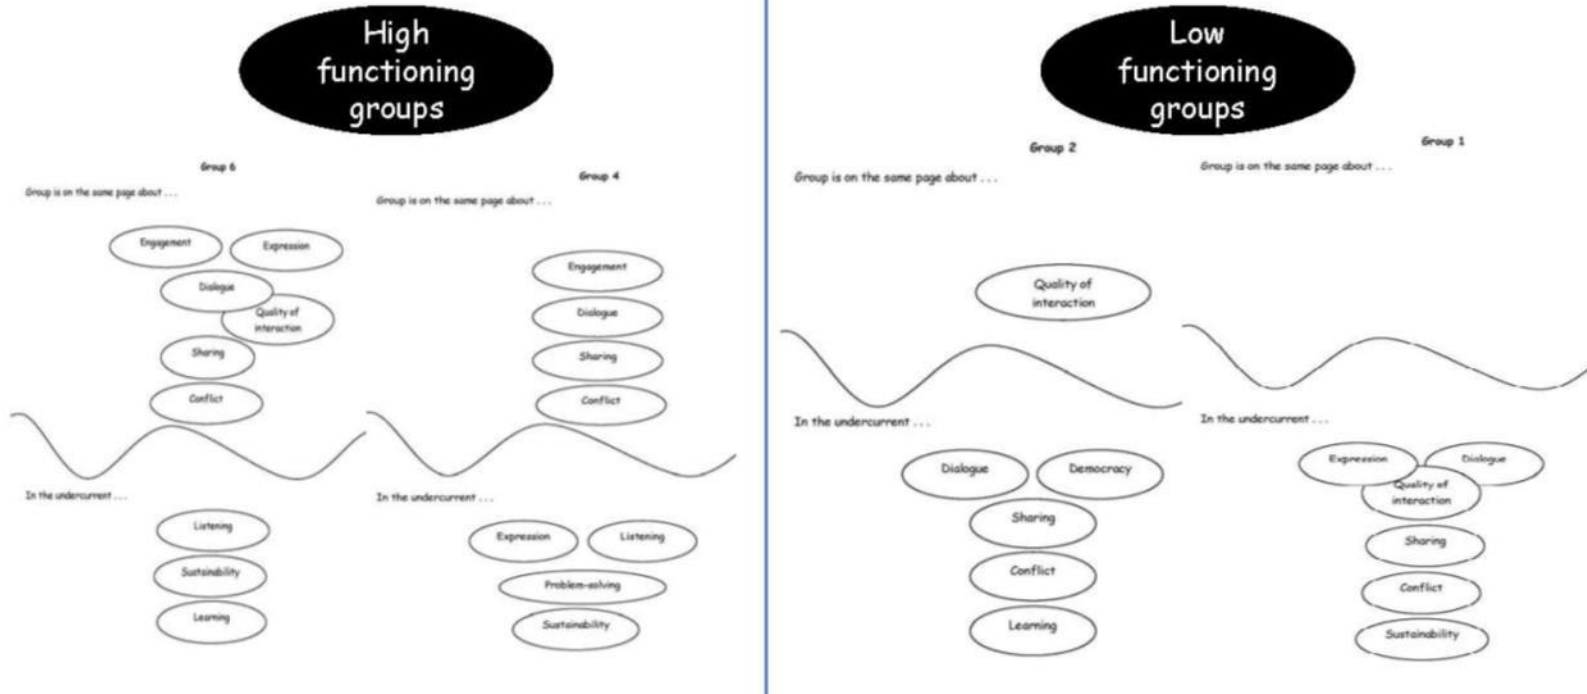 High
functioning
groups
Group 6
Group is on the same page about . . .
Engagement
Expression
Dialogue
Quality of
interaction
Sharing
Conflict
In the undercurrent . . .
Listening
Sustainability
Learning
Group 4
Group is on the same page about . . .
Engagement
Dialogue
Sharing
Conflict
In the undercurrent . . .
Expression
Listening
Problem-solving
Sustainability
Low
functioning
groups
Group 2
Group is on the same page about . . .
Quality of
interaction
In the undercurrent . . .
Dialogue
Democracy
Sharing
Conflict
Learning
Group 1
Group is on the same page about . . .
In the undercurrent . . .
Expression
Dialogue
Quality of
interaction
Sharing
Conflict
Sustainability